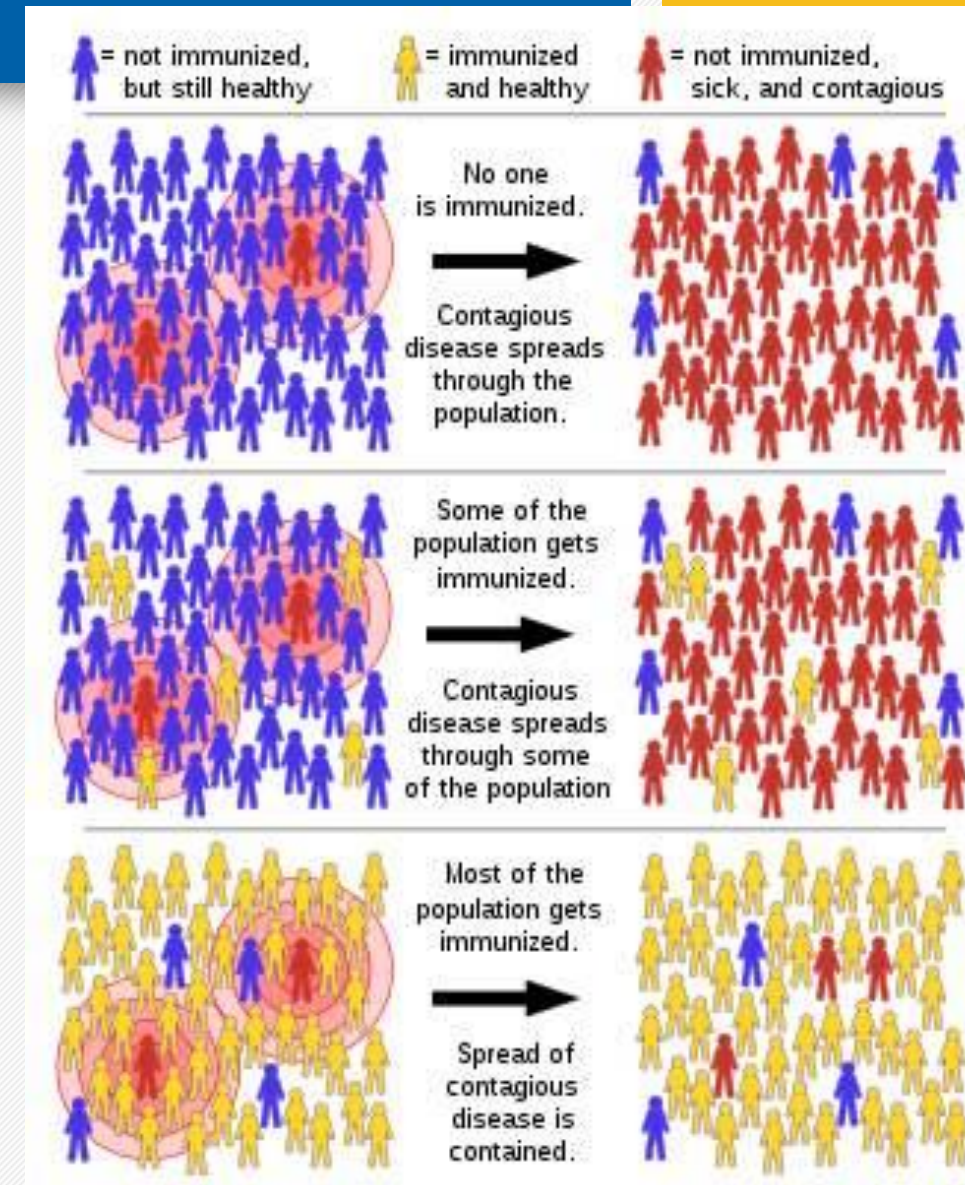 = not immunized,
but still healthy
= immunized
and healthy
= not immunized,
sick, and contagious
No one
is immunized.
Contagious
disease spreads
through the
population.
Some of the
population gets
immunized.
Contagious
disease spreads
through some
of the population
Most of the
population gets
immunized.
Spread of
contagious
disease is
contained.